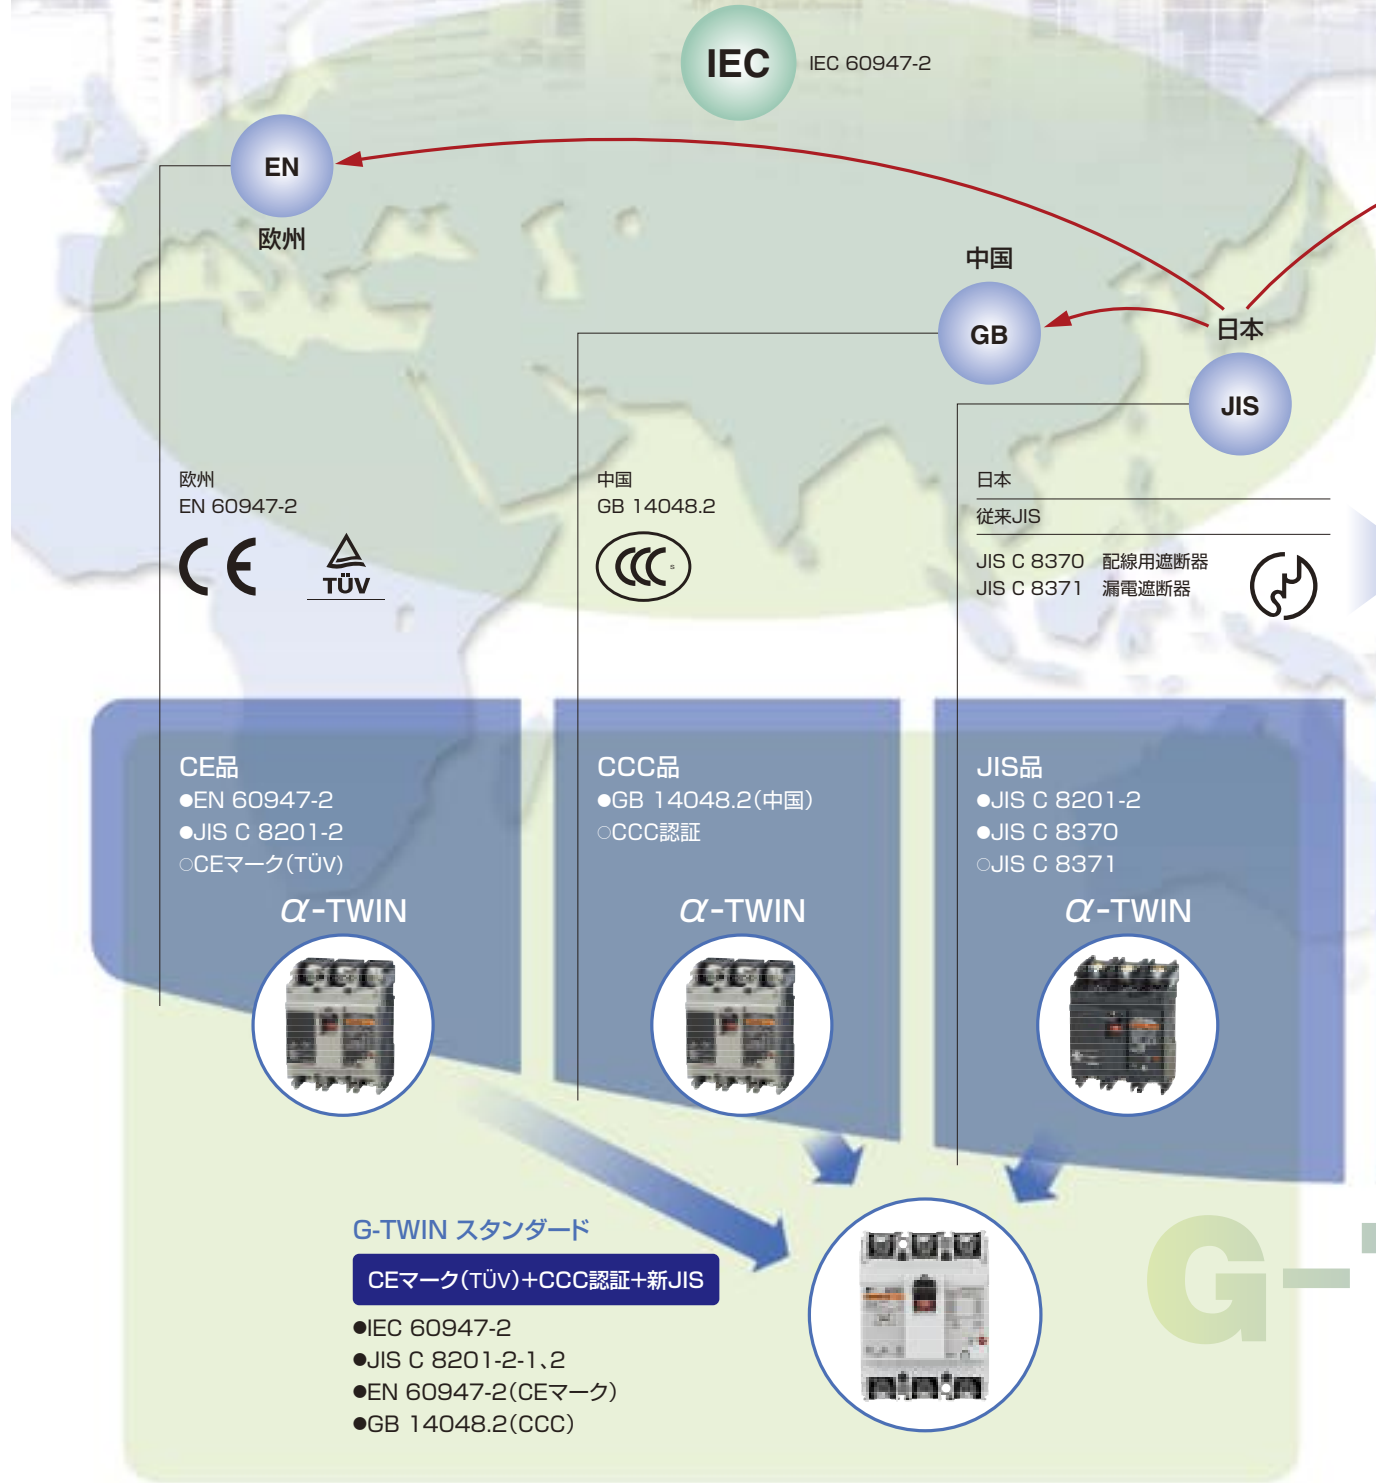 IEC
IEC 60947-2
EN
欧州
中国
GB
日本
JIS
欧州
EN 60947-2
CE
TÜV
中国
GB 14048.2
CCC S
日本
従来JIS
JIS C 8370 配線用遮断器
JIS C 8371 漏電遮断器
CE品
●EN 60947-2
●JIS C 8201-2
○CEマーク(TÜV)
α-TWIN
CCC品
●GB 14048.2(中国)
○CCC認証
α-TWIN
JIS品
●JIS C 8201-2
●JIS C 8370
○JIS C 8371
α-TWIN
G-TWIN スタンダード
CEマーク(TÜV)+CCC認証+新JIS
●IEC 60947-2
●JIS C 8201-2-1、2
●EN 60947-2(CEマーク)
●GB 14048.2(CCC)
G-